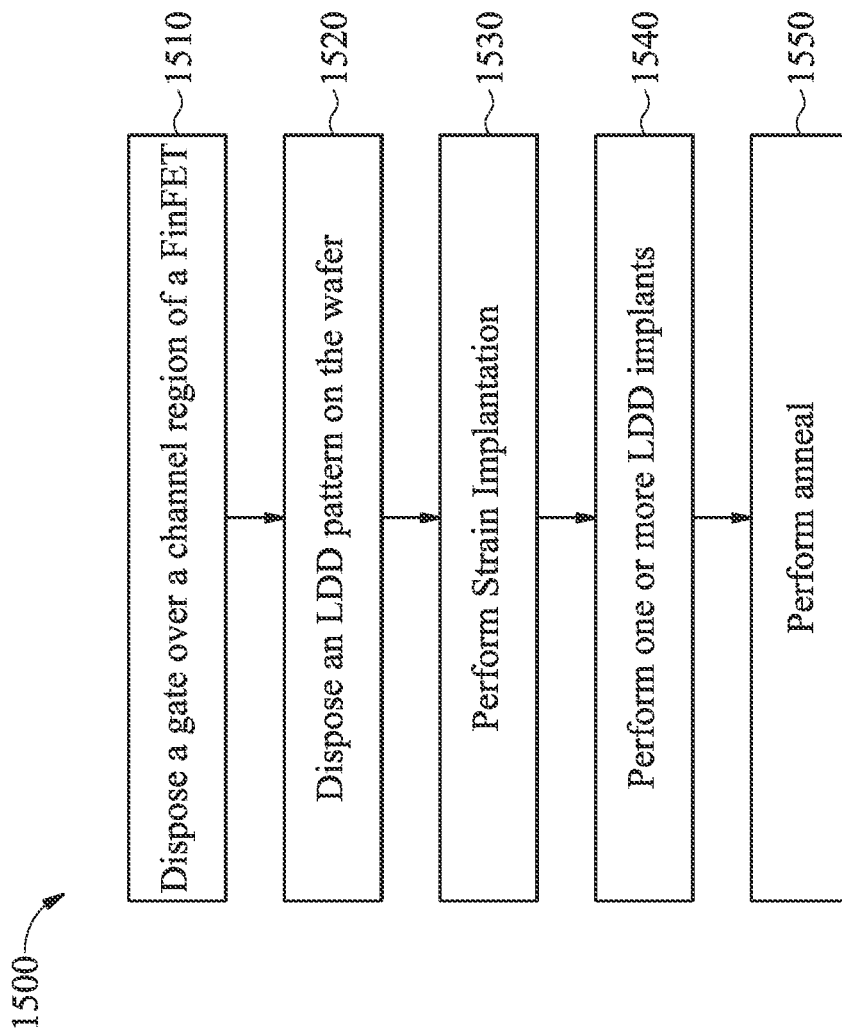 1500
Dispose a gate over a channel region of a FinFET
1510
Dispose an LDD pattern on the wafer
1520
Perform Strain Implantation
1530
Perform one or more LDD implants
1540
Perform anneal
1550